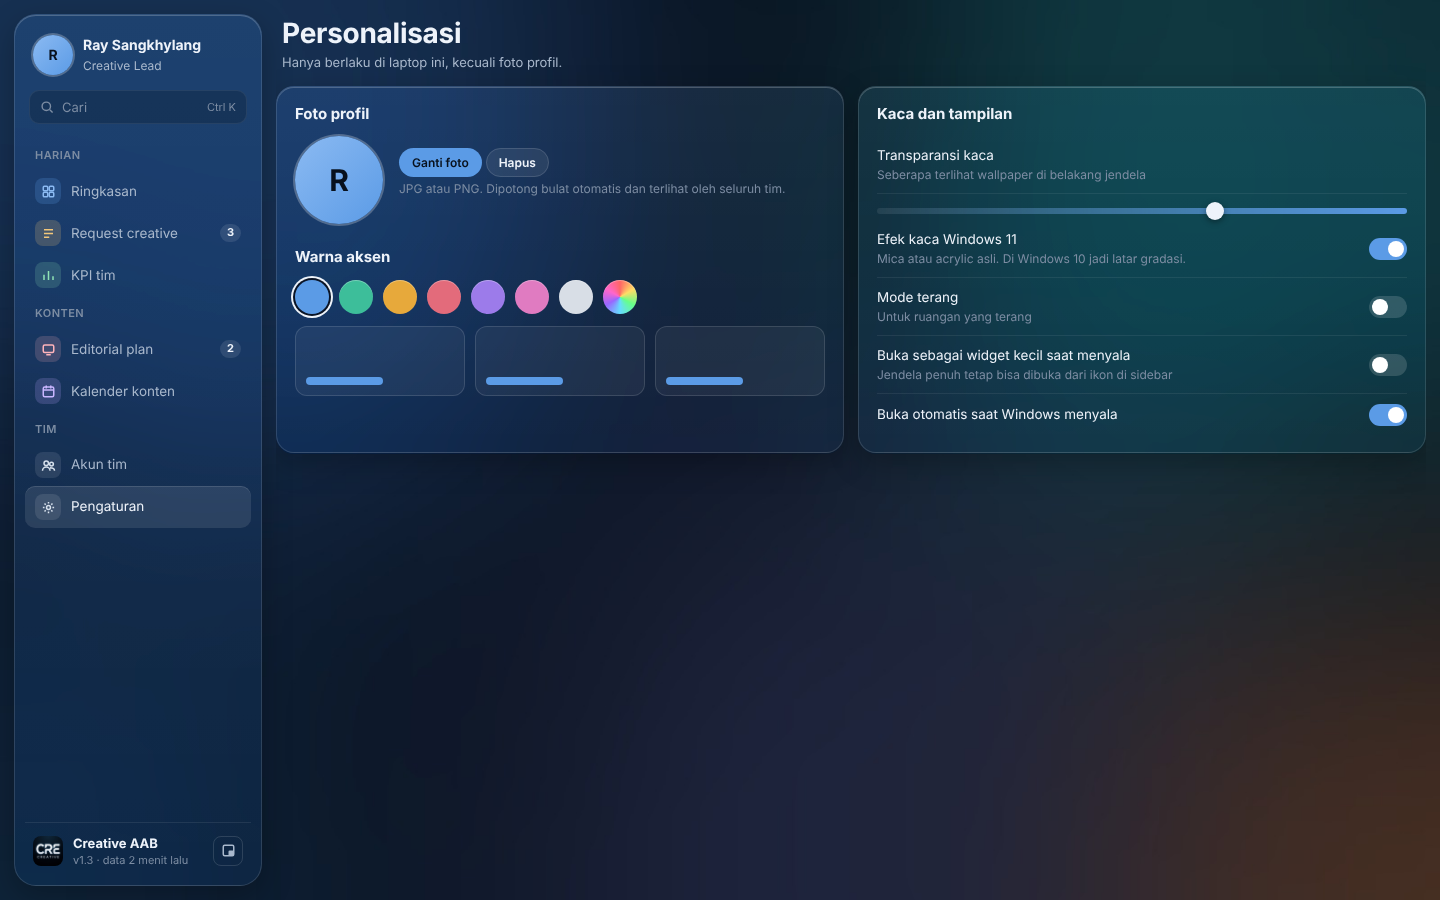 R
Ray Sangkhylang
Creative Lead
Cari
Ctrl K
HARIAN
Ringkasan
Request creative
3
KPI tim
KONTEN
Editorial plan
2
Kalender konten
TIM
Akun tim
Pengaturan
CRE
CREATIVE
Creative AAB
v1.3 · data 2 menit lalu
Personalisasi
Hanya berlaku di laptop ini, kecuali foto profil.
Foto profil
R
Ganti foto
Hapus
JPG atau PNG. Dipotong bulat otomatis dan terlihat oleh seluruh tim.
Warna aksen
Kaca dan tampilan
Transparansi kaca
Seberapa terlihat wallpaper di belakang jendela
Efek kaca Windows 11
Mica atau acrylic asli. Di Windows 10 jadi latar gradasi.
Mode terang
Untuk ruangan yang terang
Buka sebagai widget kecil saat menyala
Jendela penuh tetap bisa dibuka dari ikon di sidebar
Buka otomatis saat Windows menyala